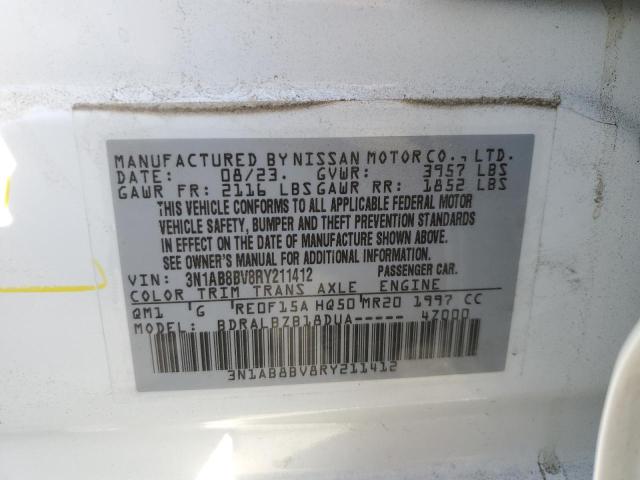 MANUFACTURED BY NISSAN MOTOR CO., LTD.
DATE: 08/23. GVWR: 3957 LBS
GAWR FR: 2116 LBS GAWR RR: 1852 LBS
THIS VEHICLE CONFORMS TO ALL APPLICABLE FEDERAL MOTOR
VEHICLE SAFETY, BUMPER AND THEFT PREVENTION STANDARDS
IN EFFECT ON THE DATE OF MANUFACTURE SHOWN ABOVE.
SEE OWNER'S MANUAL FOR ADDITIONAL INFORMATION.
VIN: 3N1AB8BV8RY211412 PASSENGER CAR.
COLOR TRIM TRANS AXLE ENGINE
QM1 G RE0F15A HQ50 MR20 1997 CC
MODEL: BDRALBZB18DUA----- 47000
3N1AB8BV8RY211412